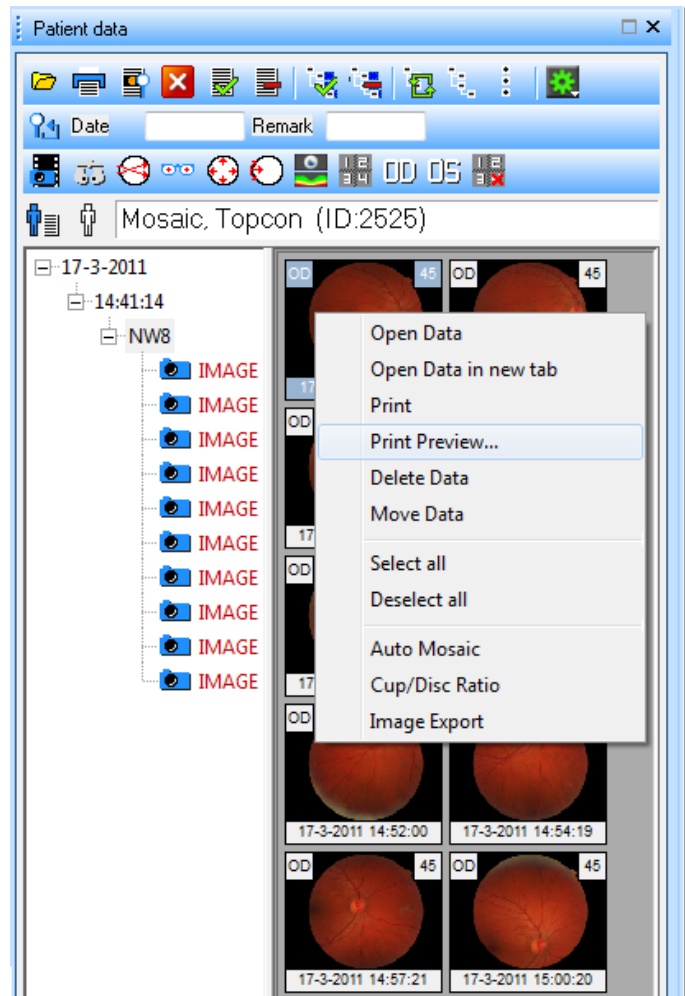 Patient data
Date Remark
OD OS
Mosaic, Topcon (ID:2525)
17-3-2011
14:41:14
NW8
IMAGE
IMAGE
IMAGE
IMAGE
IMAGE
IMAGE
IMAGE
IMAGE
IMAGE
IMAGE
OD 45 OD 45
17
OD
17
OD
17
OD
Open Data
Open Data in new tab
Print
Print Preview...
Delete Data
Move Data
Select all
Deselect all
Auto Mosaic
Cup/Disc Ratio
Image Export
17-3-2011 14:52:00 17-3-2011 14:54:19
OD 45 OD 45
17-3-2011 14:57:21 17-3-2011 15:00:20